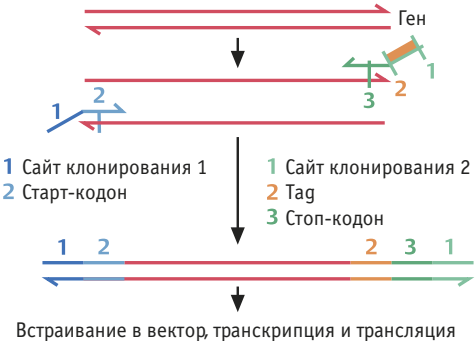 Ген
3 2 1
1 2
1 Сайт клонирования 1
2 Старт-кодон
1 Сайт клонирования 2
2 Tag
3 Стоп-кодон
1 2 2 3 1
Встраивание в вектор, транскрипция и трансляция